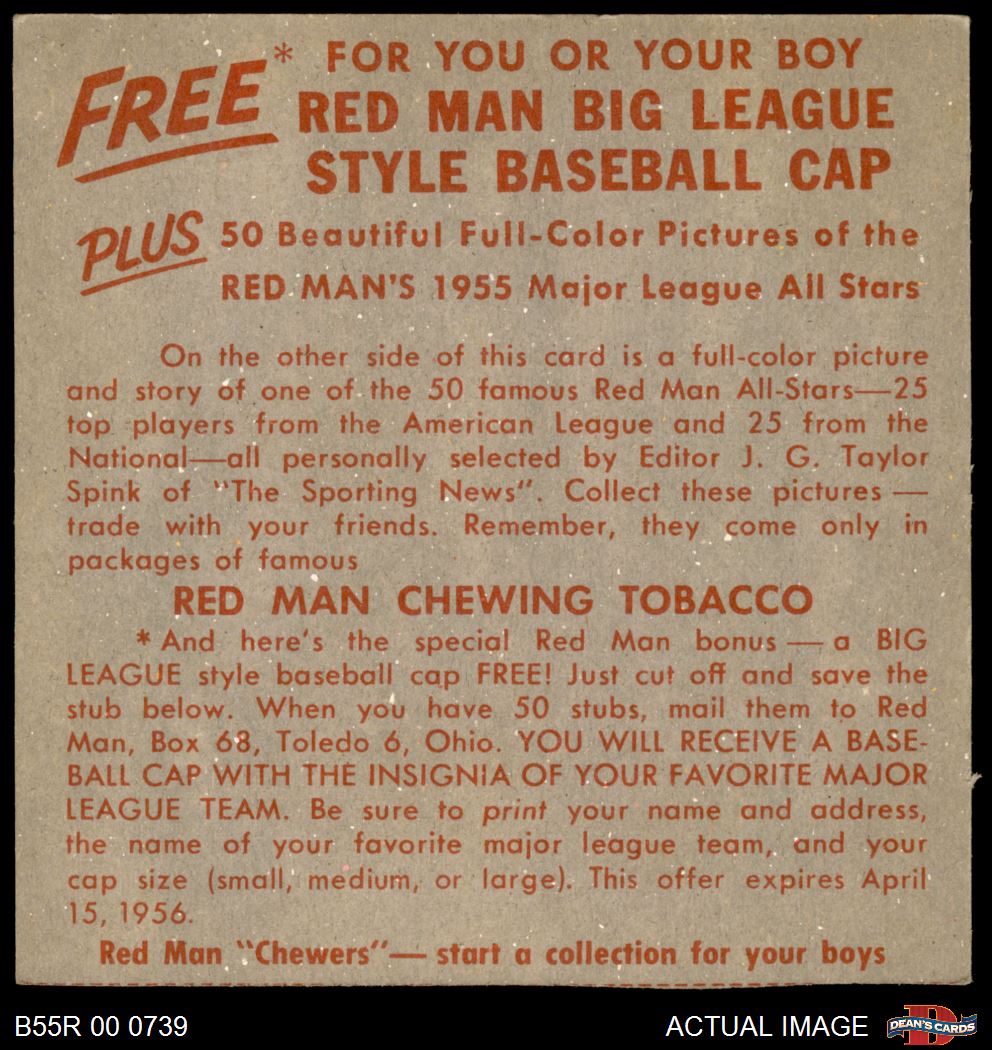 FREE* FOR YOU OR YOUR BOY
RED MAN BIG LEAGUE
STYLE BASEBALL CAP
PLUS 50 Beautiful Full-Color Pictures of the
RED MAN'S 1955 Major League All Stars
On the other side of this card is a full-color picture
and story of one of the 50 famous Red Man All-Stars—25
top players from the American League and 25 from the
National—all personally selected by Editor J. G. Taylor
Spink of "The Sporting News". Collect these pictures —
trade with your friends. Remember, they come only in
packages of famous
RED MAN CHEWING TOBACCO
* And here's the special Red Man bonus — a BIG
LEAGUE style baseball cap FREE! Just cut off and save the
stub below. When you have 50 stubs, mail them to Red
Man, Box 68, Toledo 6, Ohio. YOU WILL RECEIVE A BASE-
BALL CAP WITH THE INSIGNIA OF YOUR FAVORITE MAJOR
LEAGUE TEAM. Be sure to print your name and address,
the name of your favorite major league team, and your
cap size (small, medium, or large). This offer expires April
15, 1956.
Red Man "Chewers"— start a collection for your boys
B55R 00 0739
ACTUAL IMAGE
D
DEAN'S CARDS